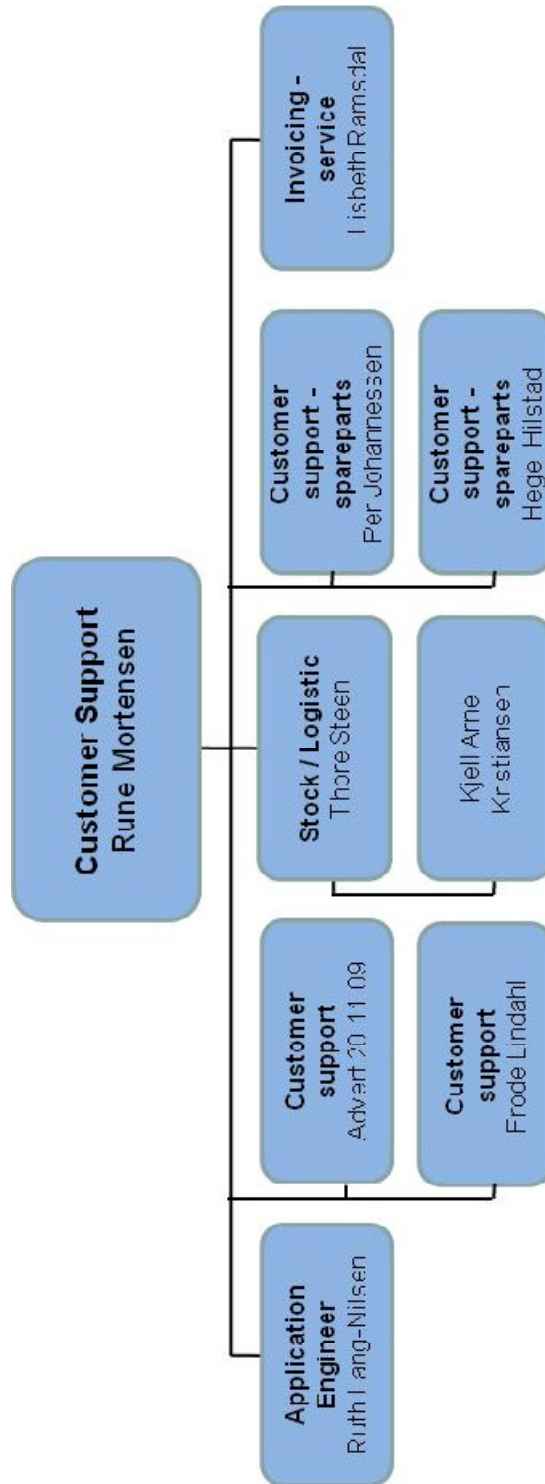 Customer Support
Rune Mortensen
Application
Engineer
Ruth Lang-Nilsen
Customer
support
Advert 20.11.09
Customer
support
Frode Lindahl
Stock / Logistic
Thore Steen
Kjell Arne
Kristiansen
Customer
support -
spareparts
Per Johannessen
Customer
support -
spareparts
Hege Hilstad
Invoicing -
service
Lisbeth Ramsdal